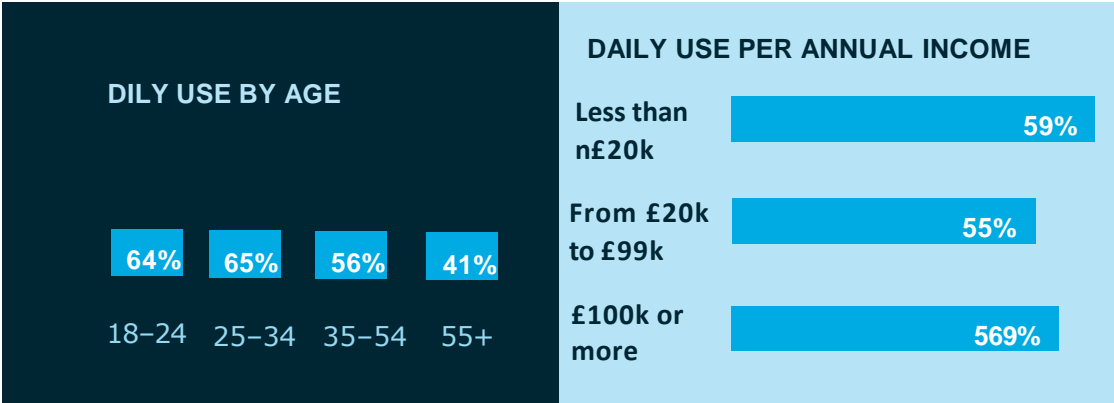 DILY USE BY AGE
64% 65% 56% 41%
18–24 25–34 35–54 55+
DAILY USE PER ANNUAL INCOME
Less than
n£20k
59%
From £20k
to £99k
55%
£100k or
more
569%